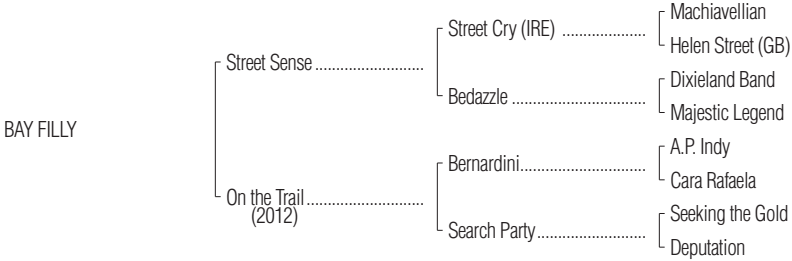 Machiavellian
Street Cry (IRE) ....................
Helen Street (GB)
Street Sense ..........................
Dixieland Band
Bedazzle ................................
Majestic Legend
BAY FILLY
A.P. Indy
Bernardini..............................
Cara Rafaela
On the Trail............................
(2012)
Seeking the Gold
Search Party..........................
Deputation